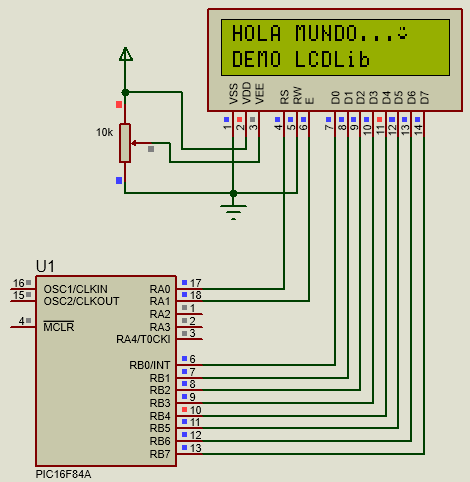 HOLA MUNDO...
DEMO LCDLib
VSS VDD VEE RS RW E D0 D1 D2 D3 D4 D5 D6 D7
1 2 3 4 5 6 7 8 9 10 11 12 13 14
10k
U1
16 OSC1/CLKIN RA0 17
15 OSC2/CLKOUT RA1 18
RA2 1
4 MCLR RA3 2
RA4/T0CKI 3
RB0/INT 6
RB1 7
RB2 8
RB3 9
RB4 10
RB5 11
RB6 12
RB7 13
PIC16F84A